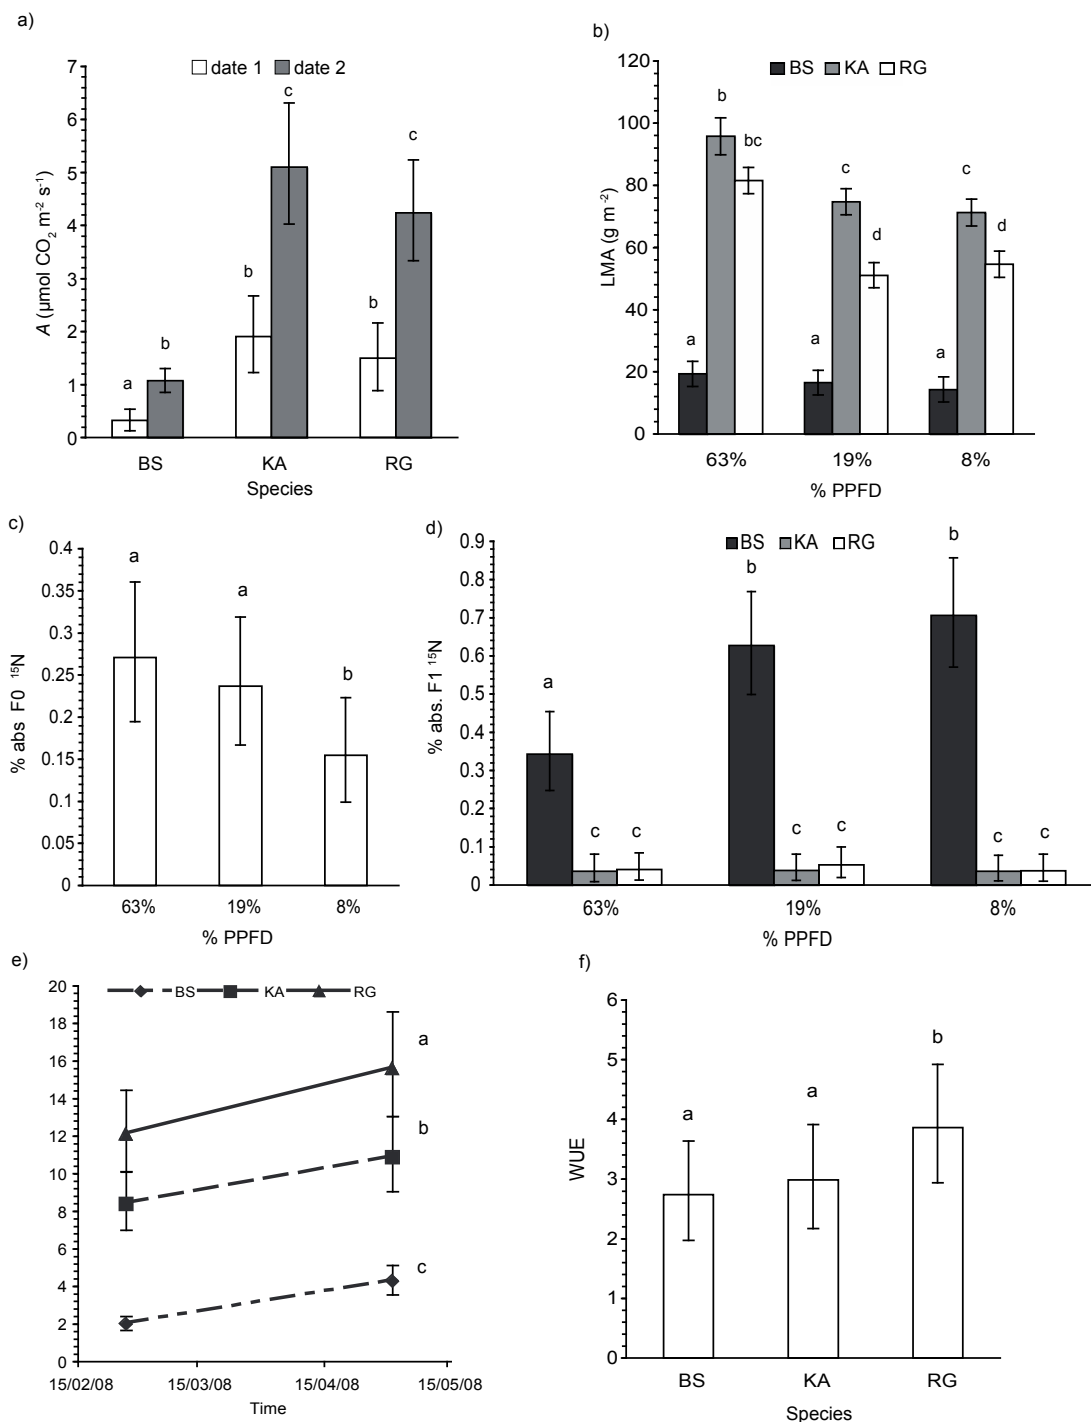 a)
date 1 date 2
7
6
5
4
3
2
1
0
A (µmol CO2 m-2 s-1)
a
b
b
c
b
c
BS KA RG
Species
b)
BS KA RG
120
100
80
60
40
20
0
LMA (g m-2)
a
b
bc
a
c
d
a
c
d
63% 19% 8%
% PPFD
c)
0.4
0.35
0.3
0.25
0.2
0.15
0.1
0.05
0
% abs F0 15N
a
a
b
63% 19% 8%
% PPFD
d)
BS KA RG
0.9
0.8
0.7
0.6
0.5
0.4
0.3
0.2
0.1
0
% abs. F1 15N
a
c
c
b
c
c
b
c
c
63% 19% 8%
% PPFD
e)
BS KA RG
20
18
16
14
12
10
8
6
4
2
0
a
b
c
15/02/08 15/03/08 15/04/08 15/05/08
Time
f)
6
5
4
3
2
1
0
WUE
a
a
b
BS KA RG
Species